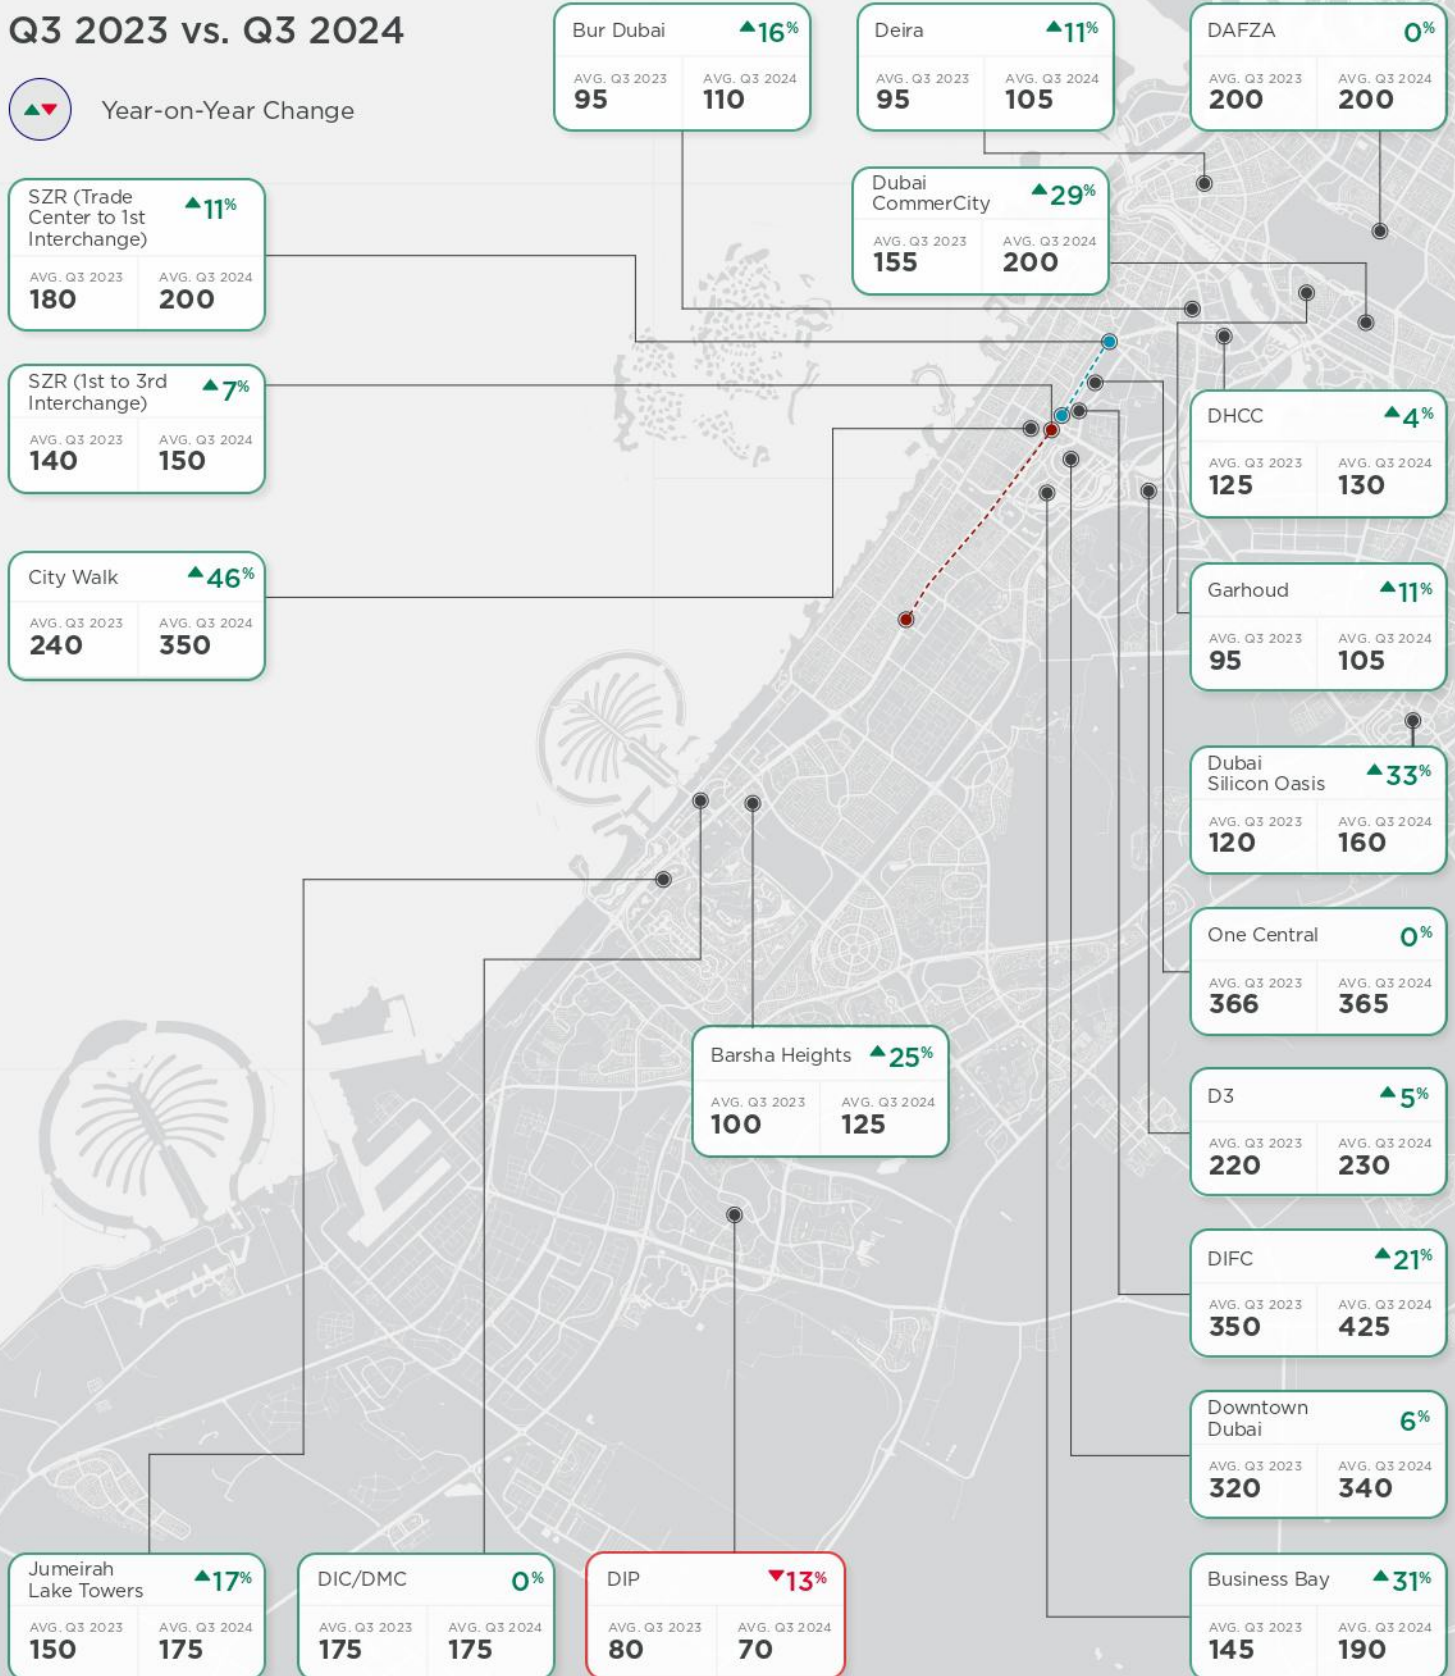 Q3 2023 vs. Q3 2024
Year-on-Year Change
Bur Dubai ▲16%
AVG. Q3 2023 AVG. Q3 2024
95 110
Deira ▲11%
AVG. Q3 2023 AVG. Q3 2024
95 105
DAFZA 0%
AVG. Q3 2023 AVG. Q3 2024
200 200
SZR (Trade
Center to 1st
Interchange) ▲11%
AVG. Q3 2023 AVG. Q3 2024
180 200
Dubai
CommerCity ▲29%
AVG. Q3 2023 AVG. Q3 2024
155 200
SZR (1st to 3rd
Interchange) ▲7%
AVG. Q3 2023 AVG. Q3 2024
140 150
DHCC ▲4%
AVG. Q3 2023 AVG. Q3 2024
125 130
City Walk ▲46%
AVG. Q3 2023 AVG. Q3 2024
240 350
Garhoud ▲11%
AVG. Q3 2023 AVG. Q3 2024
95 105
Dubai
Silicon Oasis ▲33%
AVG. Q3 2023 AVG. Q3 2024
120 160
One Central 0%
AVG. Q3 2023 AVG. Q3 2024
366 365
Barsha Heights ▲25%
AVG. Q3 2023 AVG. Q3 2024
100 125
D3 ▲5%
AVG. Q3 2023 AVG. Q3 2024
220 230
DIFC ▲21%
AVG. Q3 2023 AVG. Q3 2024
350 425
Downtown
Dubai 6%
AVG. Q3 2023 AVG. Q3 2024
320 340
Jumeirah
Lake Towers ▲17%
AVG. Q3 2023 AVG. Q3 2024
150 175
DIC/DMC 0%
AVG. Q3 2023 AVG. Q3 2024
175 175
DIP ▼13%
AVG. Q3 2023 AVG. Q3 2024
80 70
Business Bay ▲31%
AVG. Q3 2023 AVG. Q3 2024
145 190